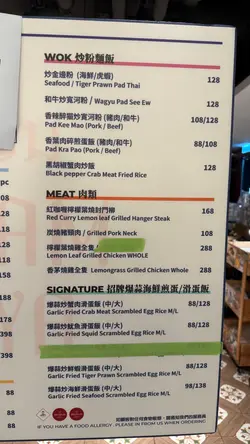 WOK 炒粉麵飯
炒金邊粉 (海鮮/虎蝦)
Seafood / Tiger Prawn Pad Thai
128
和牛炒寬河粉 / Wagyu Pad See Ew
128
香辣醉椒炒寬河粉 (豬肉/和牛)
Pad Kee Mao (Pork / Beef)
108/128
香葉肉碎煎蛋飯 (豬肉/和牛)
Pad Kra Pao (Pork / Beef)
88/108
黑胡椒蟹肉炒飯
Black pepper Crab Meat Fried Rice
128
MEAT 肉類
紅咖喱檸檬葉燒封門柳
Red Curry Lemon leaf Grilled Hanger Steak
168
炭燒豬頸肉 / Grilled Pork Neck
108
檸檬葉燒雞全隻
Lemon Leaf Grilled Chicken WHOLE
288
香茅燒雞全隻 Lemongrass Grilled Chicken Whole
288
SIGNATURE 招牌爆蒜海鮮煎蛋/滑蛋飯
爆蒜炒蟹肉滑蛋飯 (中/大)
Garlic Fried Crab Meat Scrambled Egg Rice M/L
88/128
爆蒜炒魷魚滑蛋飯 (中/大)
Garlic Fried Squid Scrambled Egg Rice M/L
88/128
爆蒜炒鮮蝦滑蛋飯 (中/大)
Garlic Fried Tiger Prawn Scrambled Egg Rice M/L
88/128
爆蒜炒海鮮滑蛋飯 (中/大)
Garlic Fried Seafood Scrambled Egg Rice M/L
98/138
IF YOU HAVE A FOOD ALLERGY, PLEASE IN FROM US WHEN ORDERING.
pc
88
88